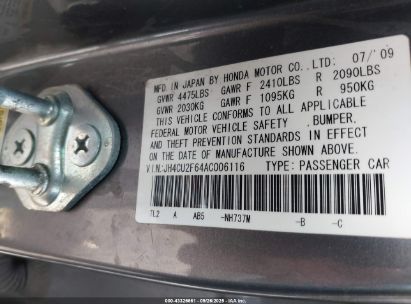 MFD. IN JAPAN BY HONDA MOTOR CO., LTD: 07/'09
GVWR 4475LBS GAWR F 2410LBS R 2090LBS
GVWR 2030KG GAWR F 1095KG R 950KG
THIS VEHICLE CONFORMS TO ALL APPLICABLE
FEDERAL MOTOR VEHICLE SAFETY , BUMPER,
AND THEFT PREVENTION STANDARDS IN EFFECT
ON THE DATE OF MANUFACTURE SHOWN ABOVE.
VIN:JH4CU2F64AC006116 TYPE: PASSENGER CAR
TL2 A AB5 -NH737M -B -C